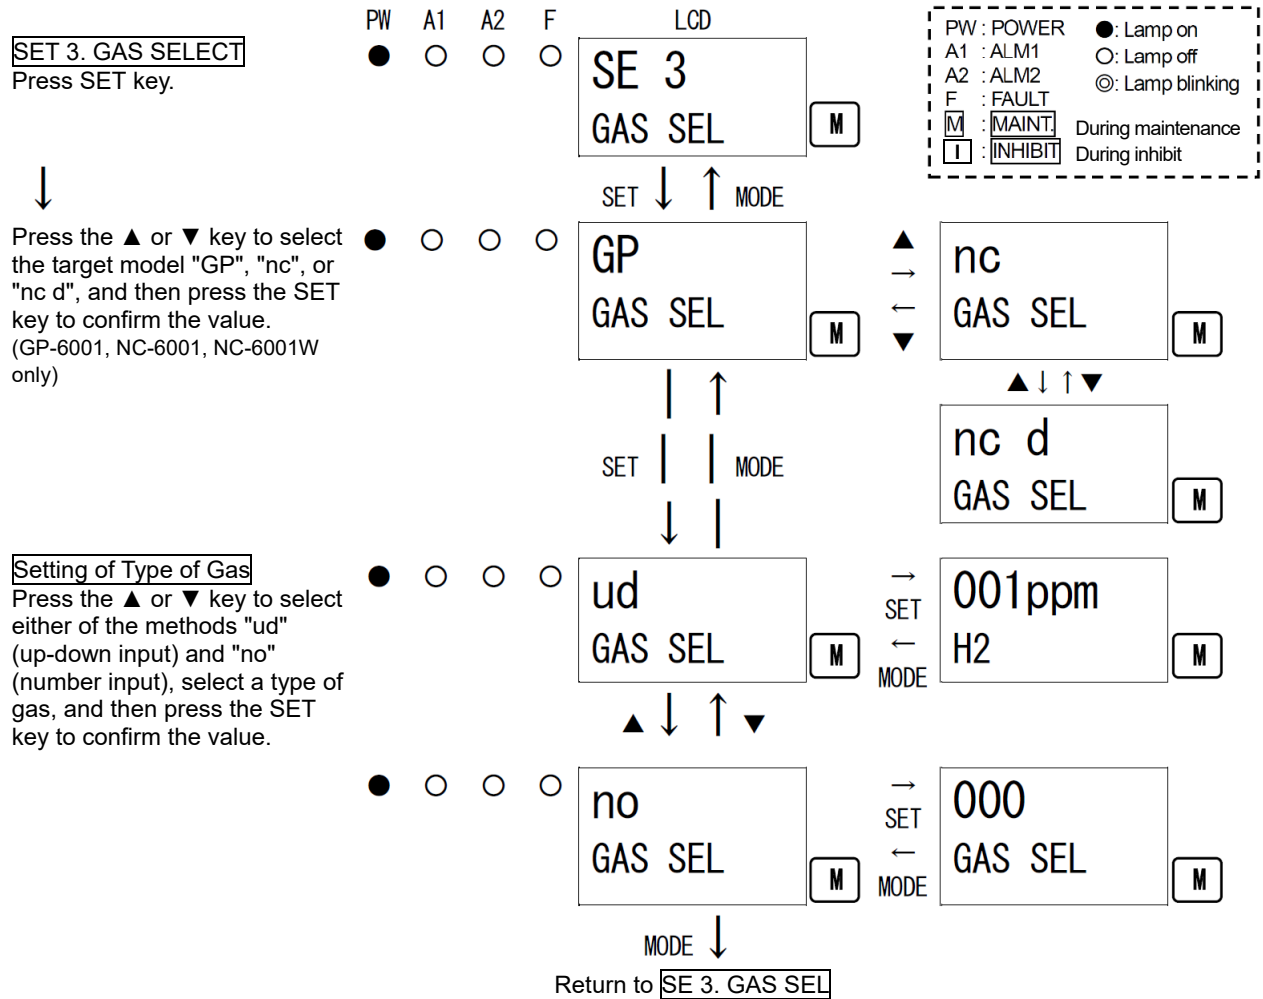 PW A1 A2 F LCD
SET 3. GAS SELECT
Press SET key.
● ○ ○ ○
SE 3
GAS SEL
M
PW : POWER ●: Lamp on
A1 : ALM1 ○: Lamp off
A2 : ALM2 ◎: Lamp blinking
F : FAULT
M : MAINT. During maintenance
I : INHIBIT During inhibit
↓
SET ↓ ↑ MODE
Press the ▲ or ▼ key to select
the target model "GP", "nc", or
"nc d", and then press the SET
key to confirm the value.
(GP-6001, NC-6001, NC-6001W
only)
● ○ ○ ○
GP
GAS SEL
M
▲
→
←
▼
nc
GAS SEL
M
▲↓↑▼
nc d
GAS SEL
M
SET ↓ ↑ MODE
Setting of Type of Gas
Press the ▲ or ▼ key to select
either of the methods "ud"
(up-down input) and "no"
(number input), select a type of
gas, and then press the SET
key to confirm the value.
● ○ ○ ○
ud
GAS SEL
M
→
SET
←
MODE
001ppm
H2
M
▲ ↓ ↑ ▼
● ○ ○ ○
no
GAS SEL
M
→
SET
←
MODE
000
GAS SEL
M
MODE ↓
Return to SE 3. GAS SEL